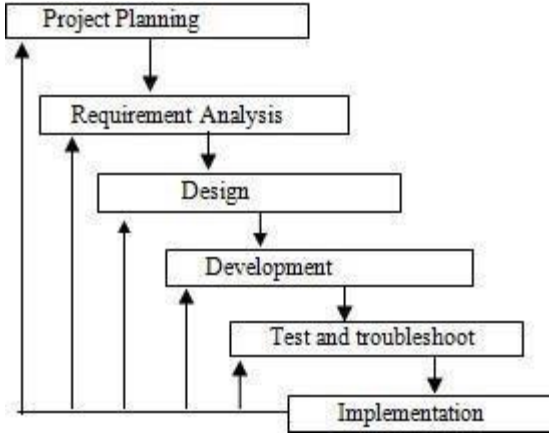 Project Planning
Requirement Analysis
Design
Development
Test and troubleshoot
Implementation